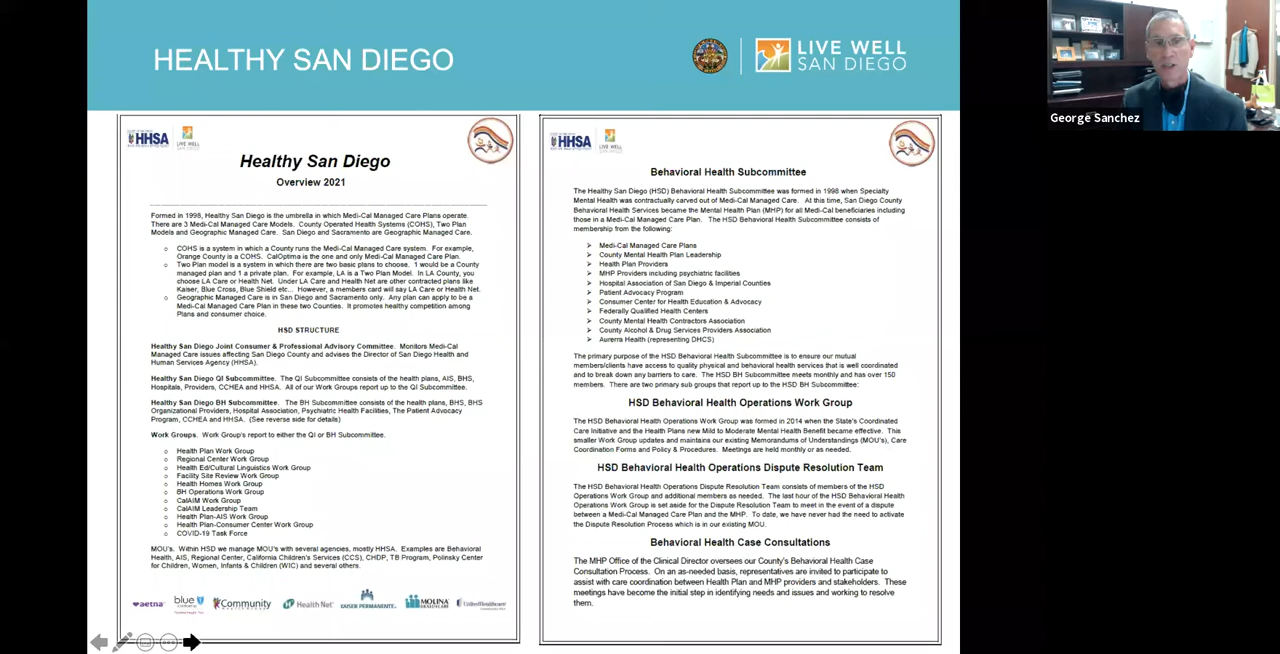 HEALTHY SAN DIEGO
LIVE WELL
SAN DIEGO
George Sanchez
HHSA
LIVE WELL
SAN DIEGO
Healthy San Diego
Overview 2021
Formed in 1998, Healthy San Diego is the umbrella in which Medi-Cal Managed Care Plans operate.
There are 3 Medi-Cal Managed Care Models. County Operated Health Systems (COHS), Two Plan
Models and Geographic Managed Care. San Diego and Sacramento are Geographic Managed Care.
o COHS is a system in which a County runs the Medi-Cal Managed Care system. For example,
Orange County is a COHS. CalOptima is the one and only Medi-Cal Managed Care Plan.
o Two Plan model is a system in which there are two basic plans to choose. 1 would be a County
managed plan and 1 a private plan. For example, LA is a Two Plan Model. In LA County, you
choose LA Care or Health Net. Under LA Care and Health Net are other contracted plans like
Kaiser, Blue Cross, Blue Shield etc... However, a members card will say LA Care or Health Net.
o Geographic Managed Care is in San Diego and Sacramento only. Any plan can apply to be a
Medi-Cal Managed Care Plan in these two Counties. It promotes healthy competition among
Plans and consumer choice.
HSD STRUCTURE
Healthy San Diego Joint Consumer & Professional Advisory Committee. Monitors Medi-Cal
Managed Care issues affecting San Diego County and advises the Director of San Diego Health and
Human Services Agency (HHSA).
Healthy San Diego QI Subcommittee. The QI Subcommittee consists of the health plans, AIS, BHS,
Hospitals, Providers, CCHEA and HHSA. All of our Work Groups report up to the QI Subcommittee.
Healthy San Diego BH Subcommittee. The BH Subcommittee consists of the health plans, BHS, BHS
Organizational Providers, Hospital Association, Psychiatric Health Facilities, The Patient Advocacy
Program, CCHEA and HHSA. (See reverse side for details)
Work Groups. Work Group's report to either the QI or BH Subcommittee.
o Health Plan Work Group
o Regional Center Work Group
o Health Ed/Cultural Linguistics Work Group
o Facility Site Review Work Group
o Health Homes Work Group
o BH Operations Work Group
o CalAIM Work Group
o CalAIM Leadership Team
o Health Plan-AIS Work Group
o Health Plan-Consumer Center Work Group
o COVID-19 Task Force
MOU's. Within HSD we manage MOU's with several agencies, mostly HHSA. Examples are Behavioral
Health, AIS, Regional Center, California Children's Services (CCS), CHDP, TB Program, Polinsky Center
for Children, Women, Infants & Children (WIC) and several others.
aetna blue Community Health Net KAISER PERMANENTE MOLINA HEALTHCARE UnitedHealthcare
HHSA
LIVE WELL
SAN DIEGO
Behavioral Health Subcommittee
The Healthy San Diego (HSD) Behavioral Health Subcommittee was formed in 1998 when Specialty
Mental Health was contractually carved out of Medi-Cal Managed Care. At this time, San Diego County
Behavioral Health Services became the Mental Health Plan (MHP) for all Medi-Cal beneficiaries including
those in a Medi-Cal Managed Care Plan. The HSD Behavioral Health Subcommittee consists of
membership from the following:
➢ Medi-Cal Managed Care Plans
➢ County Mental Health Plan Leadership
➢ Health Plan Providers
➢ MHP Providers including psychiatric facilities
➢ Hospital Association of San Diego & Imperial Counties
➢ Patient Advocacy Program
➢ Consumer Center for Health Education & Advocacy
➢ Federally Qualified Health Centers
➢ County Mental Health Contractors Association
➢ County Alcohol & Drug Services Providers Association
➢ Aurrera Health (representing DHCS)
The primary purpose of the HSD Behavioral Health Subcommittee is to ensure our mutual
members/clients have access to quality physical and behavioral health services that is well coordinated
and to break down any barriers to care. The HSD BH Subcommittee meets monthly and has over 150
members. There are two primary sub groups that report up to the HSD BH Subcommittee:
HSD Behavioral Health Operations Work Group
The HSD Behavioral Health Operations Work Group was formed in 2014 when the State's Coordinated
Care Initiative and the Health Plans new Mild to Moderate Mental Health Benefit became effective. This
smaller Work Group updates and maintains our existing Memorandums of Understandings (MOU's), Care
Coordination Forms and Policy & Procedures. Meetings are held monthly or as needed.
HSD Behavioral Health Operations Dispute Resolution Team
The HSD Behavioral Health Operations Dispute Resolution Team consists of members of the HSD
Operations Work Group and additional members as needed. The last hour of the HSD Behavioral Health
Operations Work Group is set aside for the Dispute Resolution Team to meet in the event of a dispute
between a Medi-Cal Managed Care Plan and the MHP. To date, we have never had the need to activate
the Dispute Resolution Process which is in our existing MOU.
Behavioral Health Case Consultations
The MHP Office of the Clinical Director oversees our County's Behavioral Health Case
Consultation Process. On an as-needed basis, representatives are invited to participate to
assist with care coordination between Health Plan and MHP providers and stakeholders. These
meetings have become the initial step in identifying needs and issues and working to resolve
them.